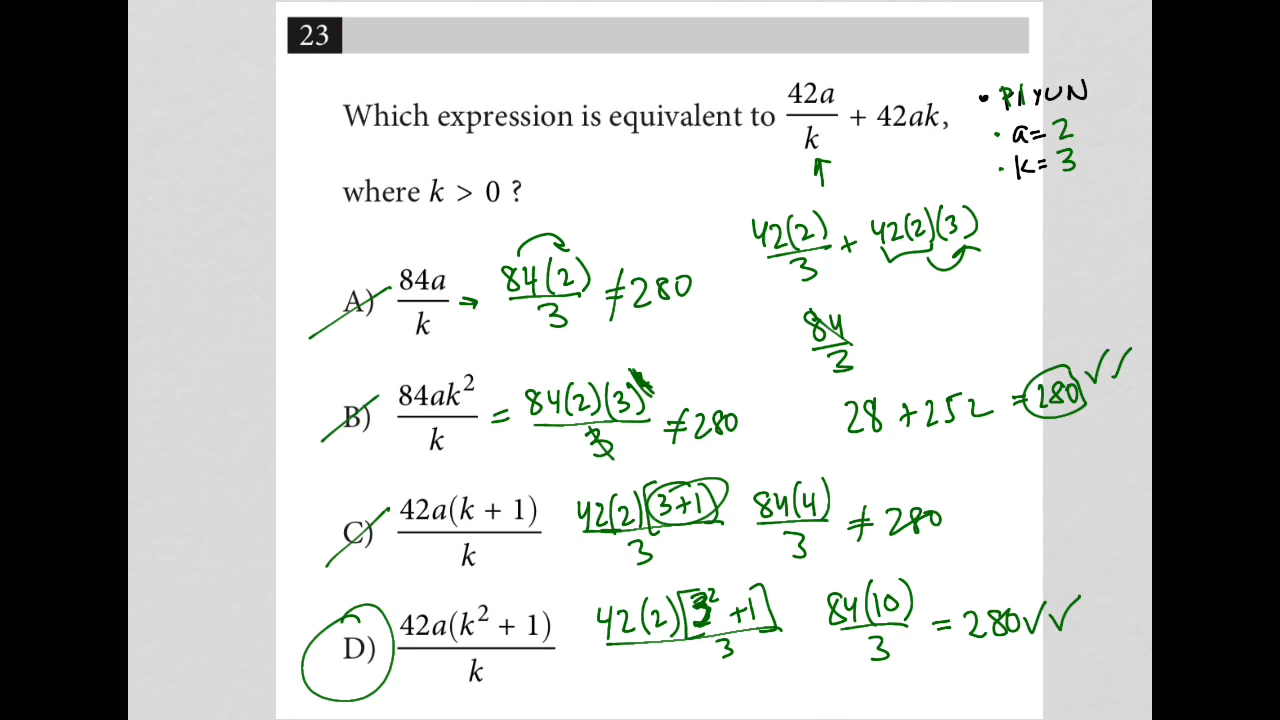 23
Which expression is equivalent to 42a/k + 42ak,
where k > 0 ?
• PIYUN
• a = 2
• k = 3
42(2)/3 + 42(2)(3)
84/3
28 + 252 = 280 ✓✓
A) 84a/k → 84(2)/3 ≠ 280
B) 84ak²/k = 84(2)(3)/3 ≠ 280
C) 42a(k + 1)/k 42(2)[3+1]/3 84(4)/3 ≠ 280
D) 42a(k² + 1)/k 42(2)[3² +1]/3 84(10)/3 = 280 ✓✓